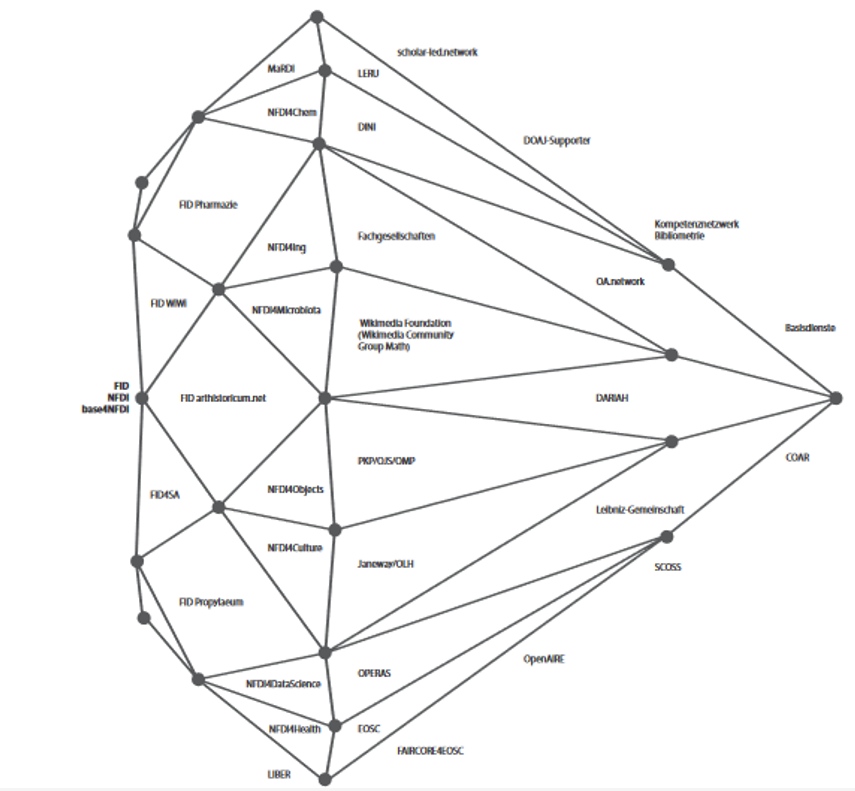 scholar-led.network
MaRDI
LERU
NFDI4Chem
DINI
DOAJ-Supporter
FID Pharmazie
Kompetenznetzwerk
Bibliometrie
Fachgesellschaften
NFDI4Ing
OA.network
FID WIWI
NFDI4Microbiota
Wikimedia Foundation
(Wikimedia Community
Group Math)
Basisdienste
FID
NFDI
base4NFDI
FID arthistoricum.net
DARIAH
PKP/OJS/OMP
COAR
NFDI4Objects
FID4SA
Leibniz-Gemeinschaft
NFDI4Culture
Janeway/OLH
SCOSS
FID Propylaeum
OpenAIRE
OPERAS
NFDI4DataScience
NFDI4Health
EOSC
FAIRCORE4EOSC
LIBER